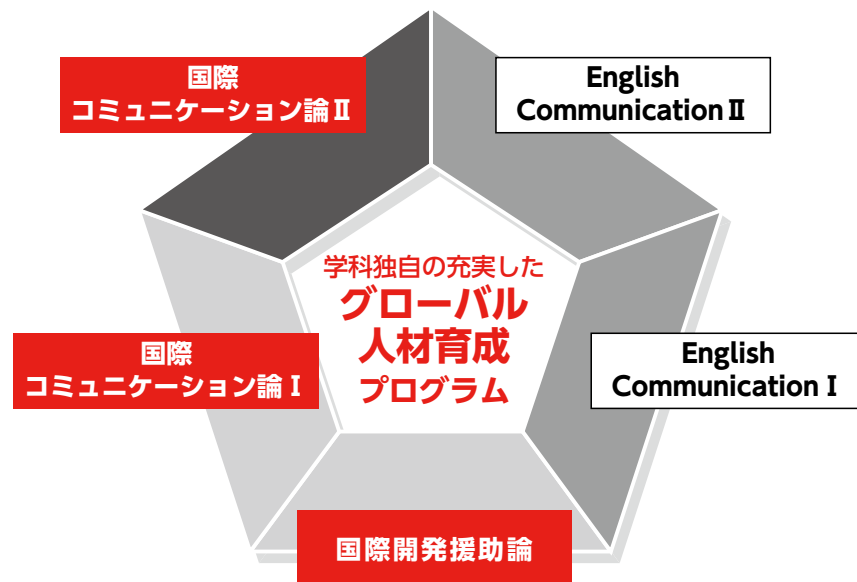 国際
コミュニケーション論Ⅱ
English
Communication Ⅱ
学科独自の充実した
グローバル
人材育成
プログラム
国際
コミュニケーション論Ⅰ
English
Communication Ⅰ
国際開発援助論